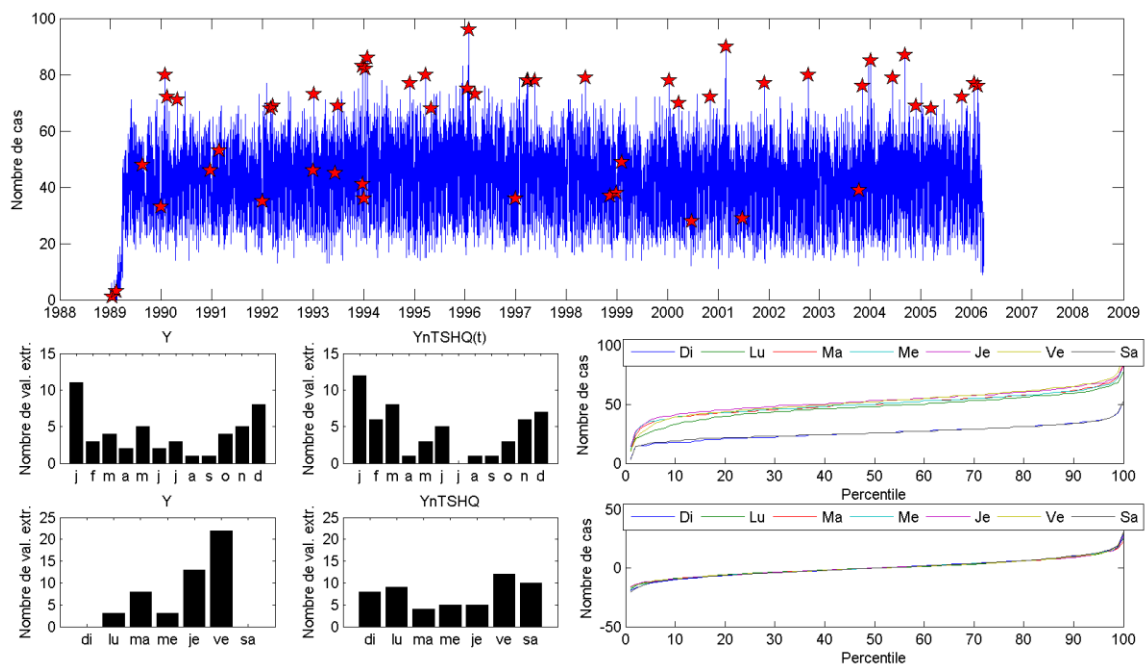 100
80
60
40
20
0
Nombre de cas
1988 1989 1990 1991 1992 1993 1994 1995 1996 1997 1998 1999 2000 2001 2002 2003 2004 2005 2006 2007 2008 2009
Y
15
10
5
0
Nombre de val. extr.
j f m a m j j a s o n d
YnTSHQ(t)
15
10
5
0
Nombre de val. extr.
j f m a m j j a s o n d
100
50
0
Nombre de cas
Di Lu Ma Me Je Ve Sa
0 10 20 30 40 50 60 70 80 90 100
Percentile
Y
25
20
15
10
5
0
Nombre de val. extr.
di lu ma me je ve sa
YnTSHQ
25
20
15
10
5
0
Nombre de val. extr.
di lu ma me je ve sa
0
-50
Nombre de cas
Di Lu Ma Me Je Ve Sa
0 10 20 30 40 50 60 70 80 90 100
Percentile